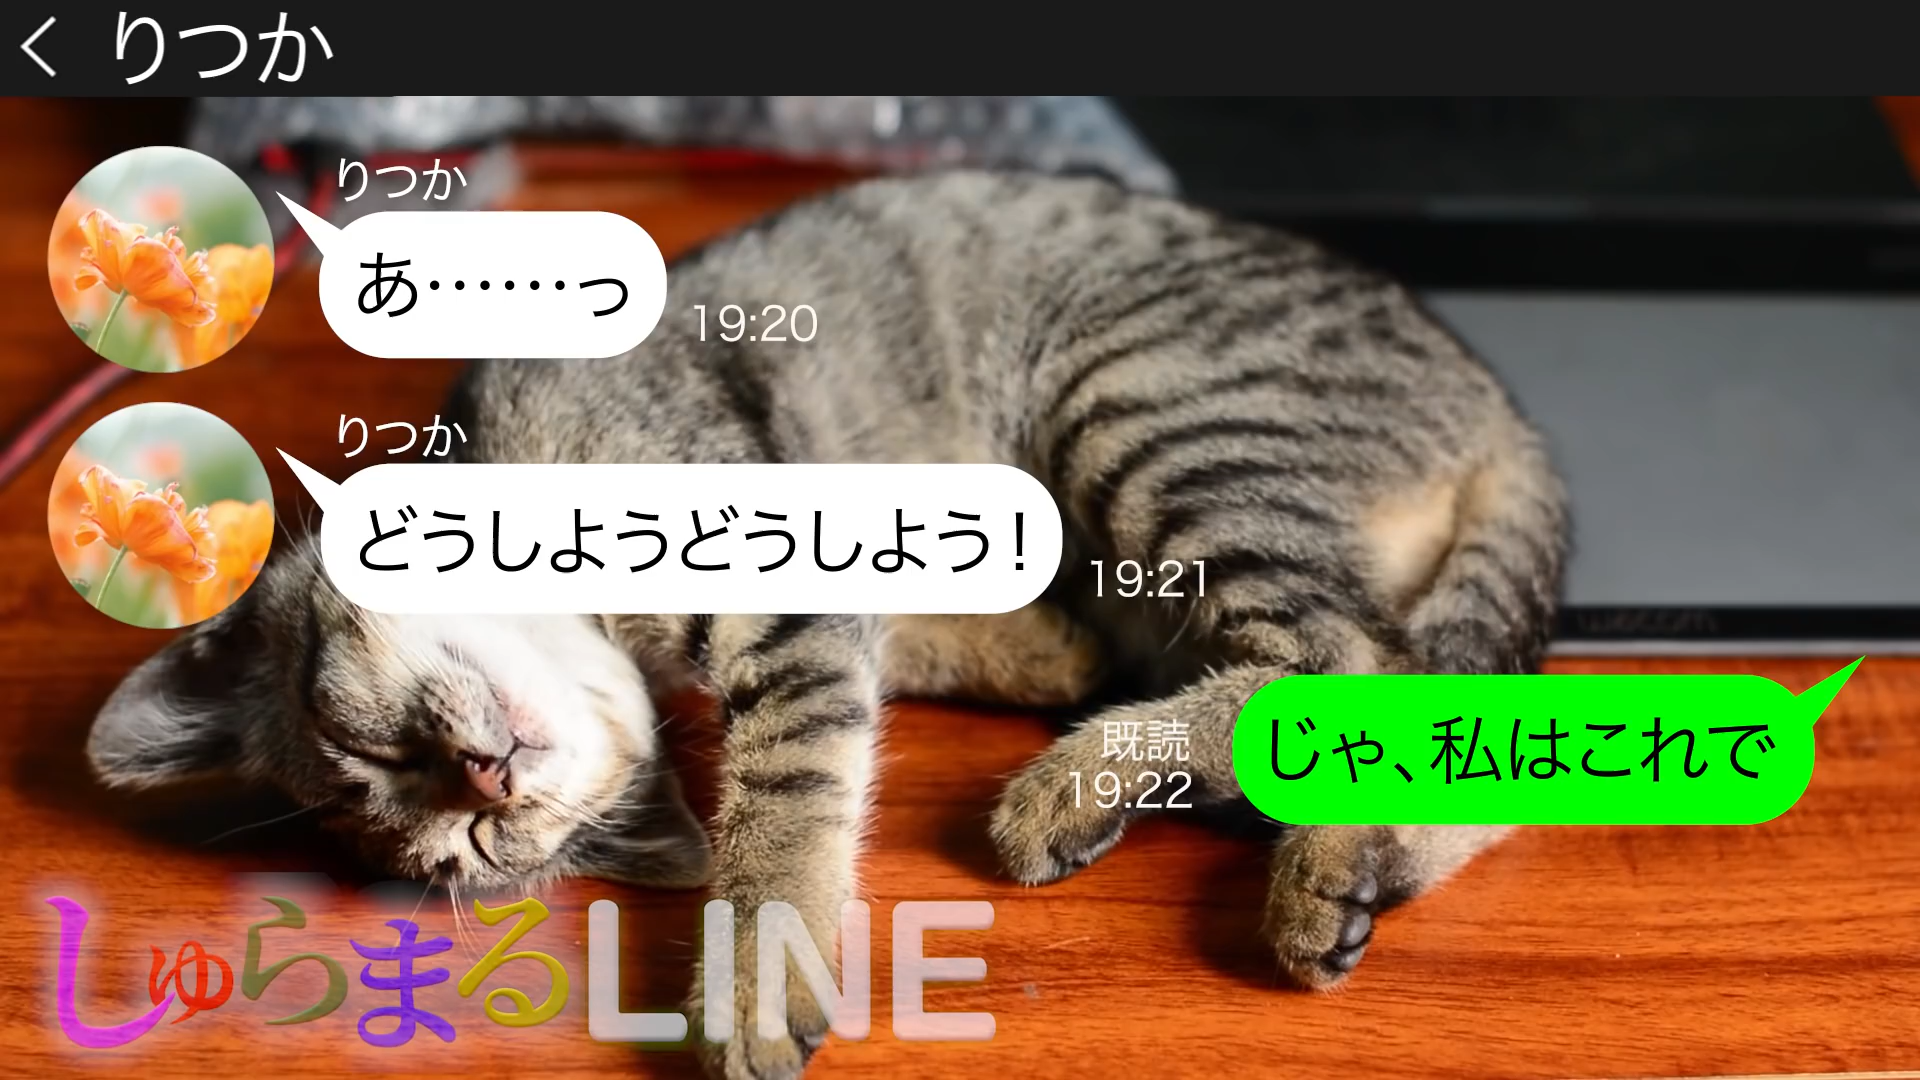 りつか
りつか
あ……っ
19:20
りつか
どうしようどうしよう！
19:21
じゃ、私はこれで
既読
19:22
wacom
しゅらまるLINE